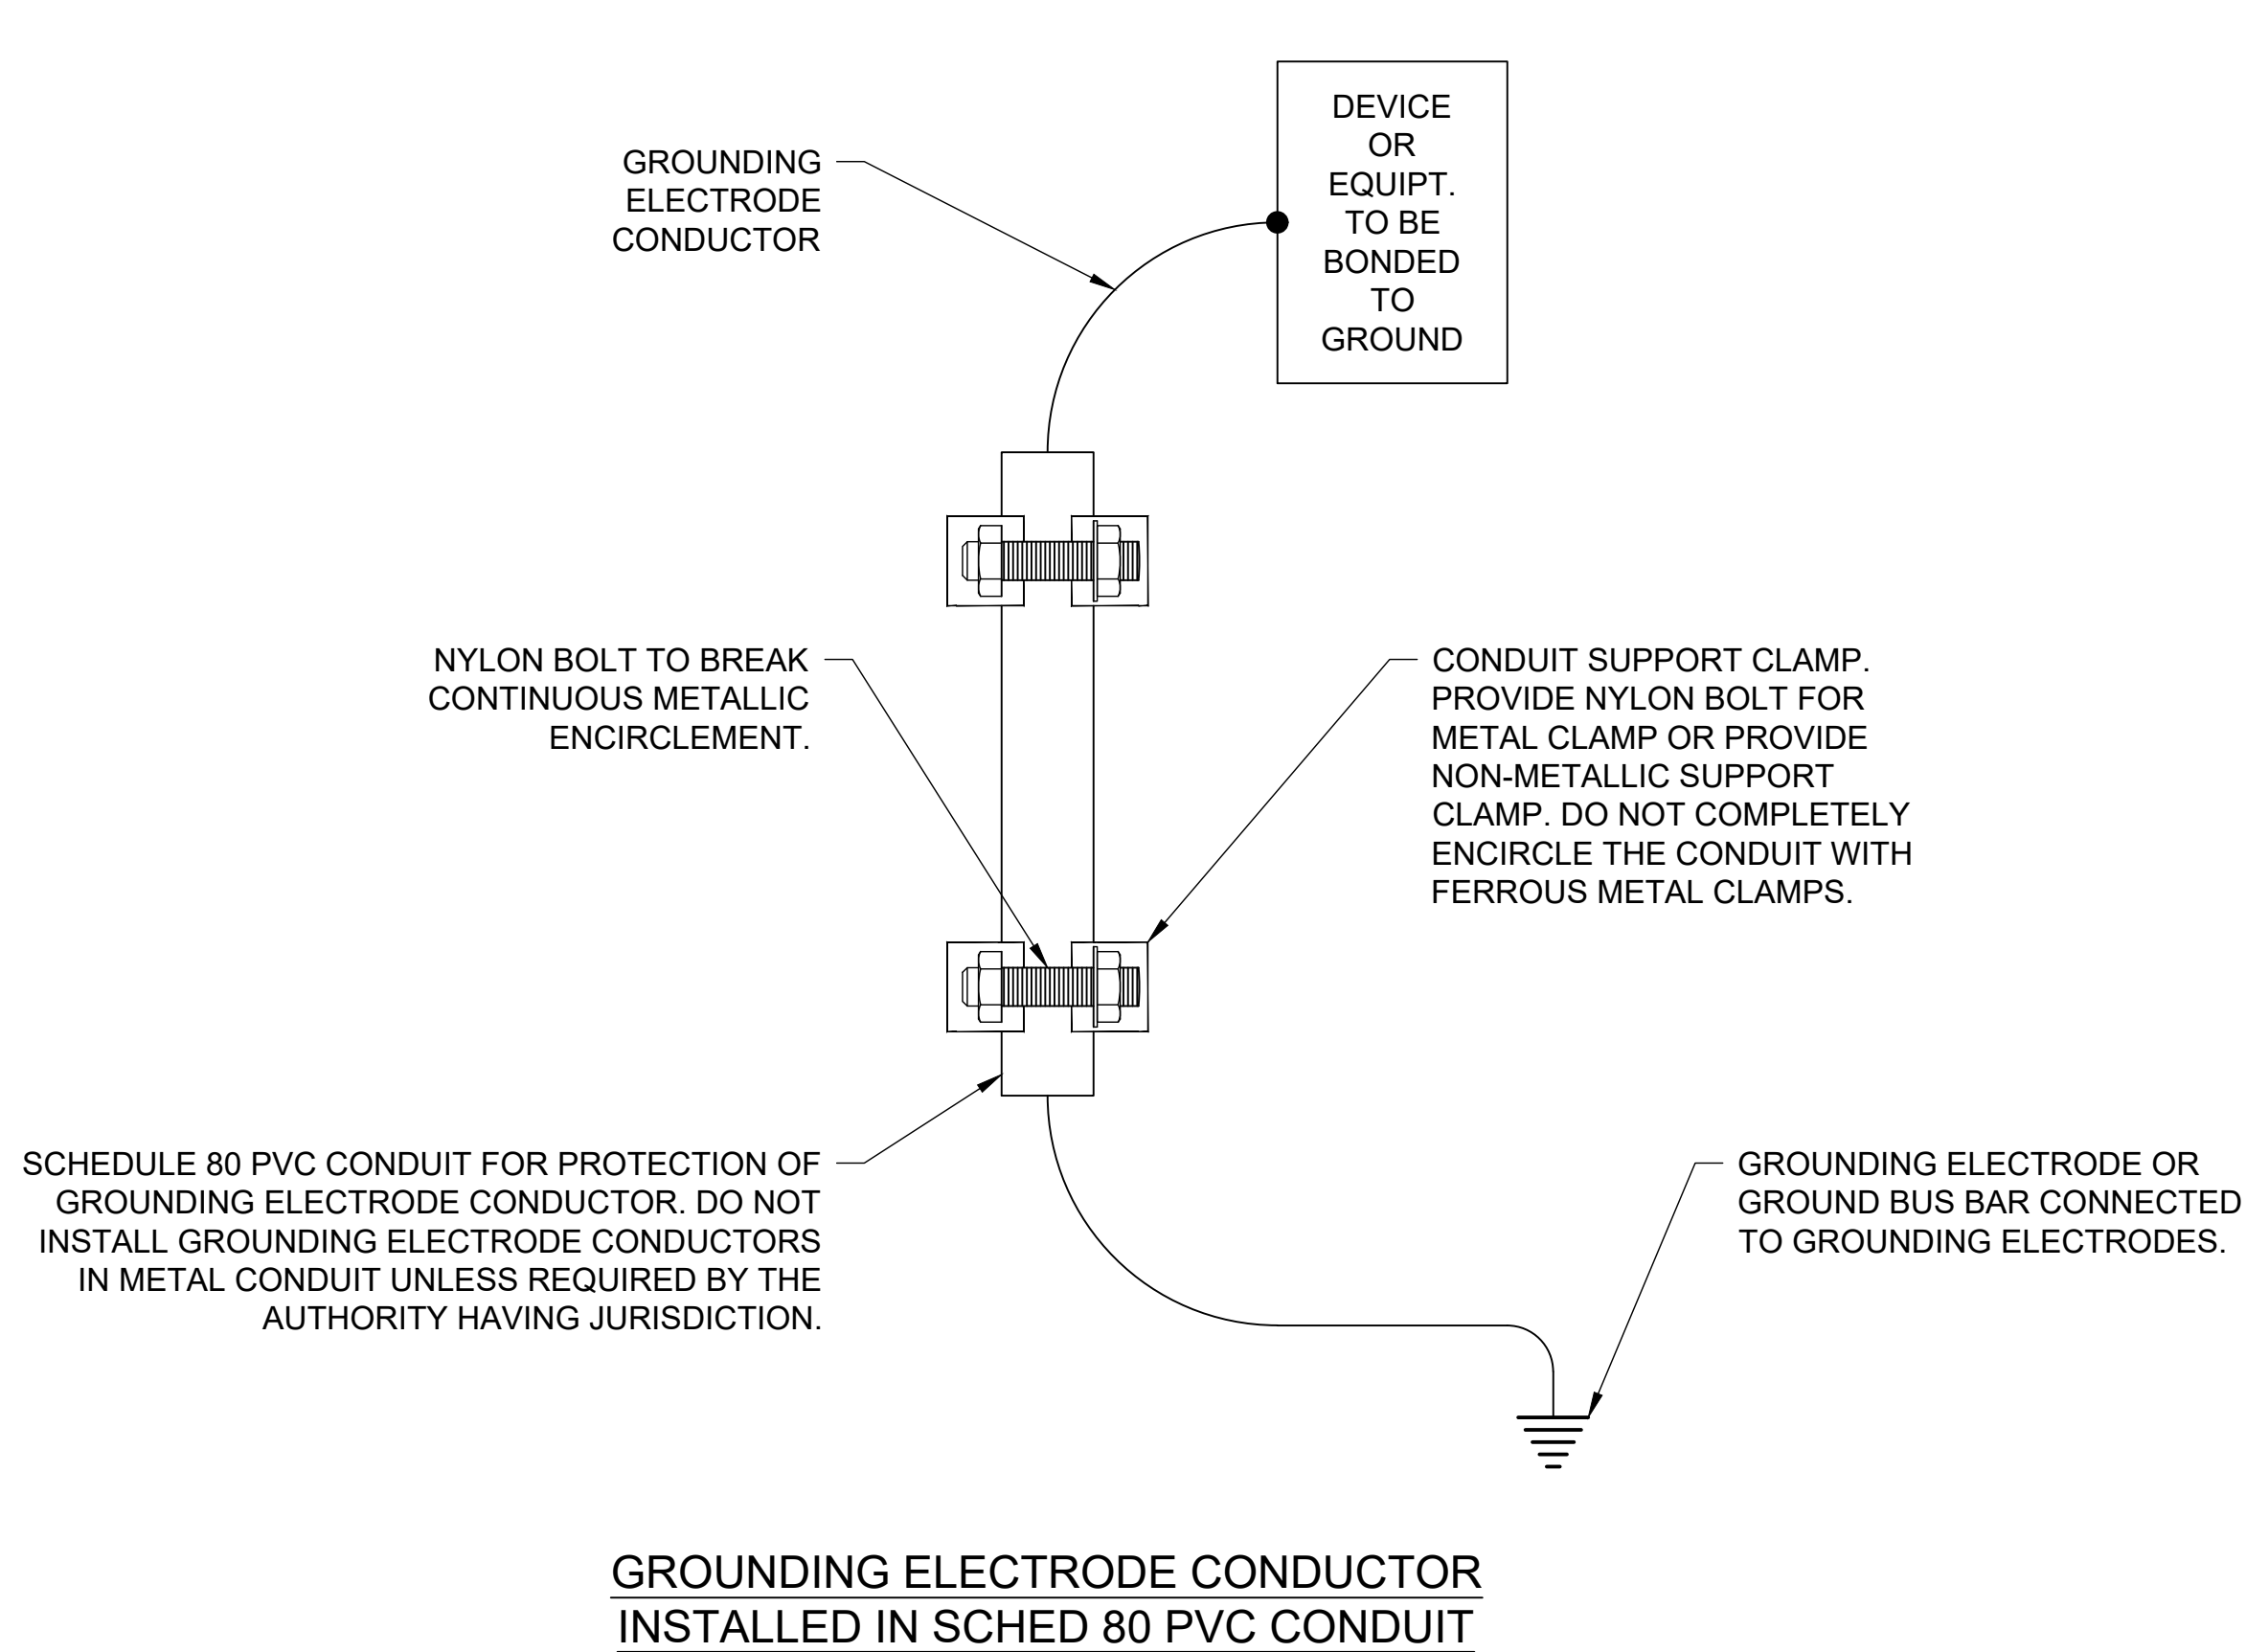 DEVICE
OR
EQUIPT.
TO BE
BONDED
TO
GROUND
GROUNDING
ELECTRODE
CONDUCTOR
NYLON BOLT TO BREAK
CONTINUOUS METALLIC
ENCIRCLEMENT.
CONDUIT SUPPORT CLAMP.
PROVIDE NYLON BOLT FOR
METAL CLAMP OR PROVIDE
NON-METALLIC SUPPORT
CLAMP. DO NOT COMPLETELY
ENCIRCLE THE CONDUIT WITH
FERROUS METAL CLAMPS.
SCHEDULE 80 PVC CONDUIT FOR PROTECTION OF
GROUNDING ELECTRODE CONDUCTOR. DO NOT
INSTALL GROUNDING ELECTRODE CONDUCTORS
IN METAL CONDUIT UNLESS REQUIRED BY THE
AUTHORITY HAVING JURISDICTION.
GROUNDING ELECTRODE OR
GROUND BUS BAR CONNECTED
TO GROUNDING ELECTRODES.
GROUNDING ELECTRODE CONDUCTOR
INSTALLED IN SCHED 80 PVC CONDUIT